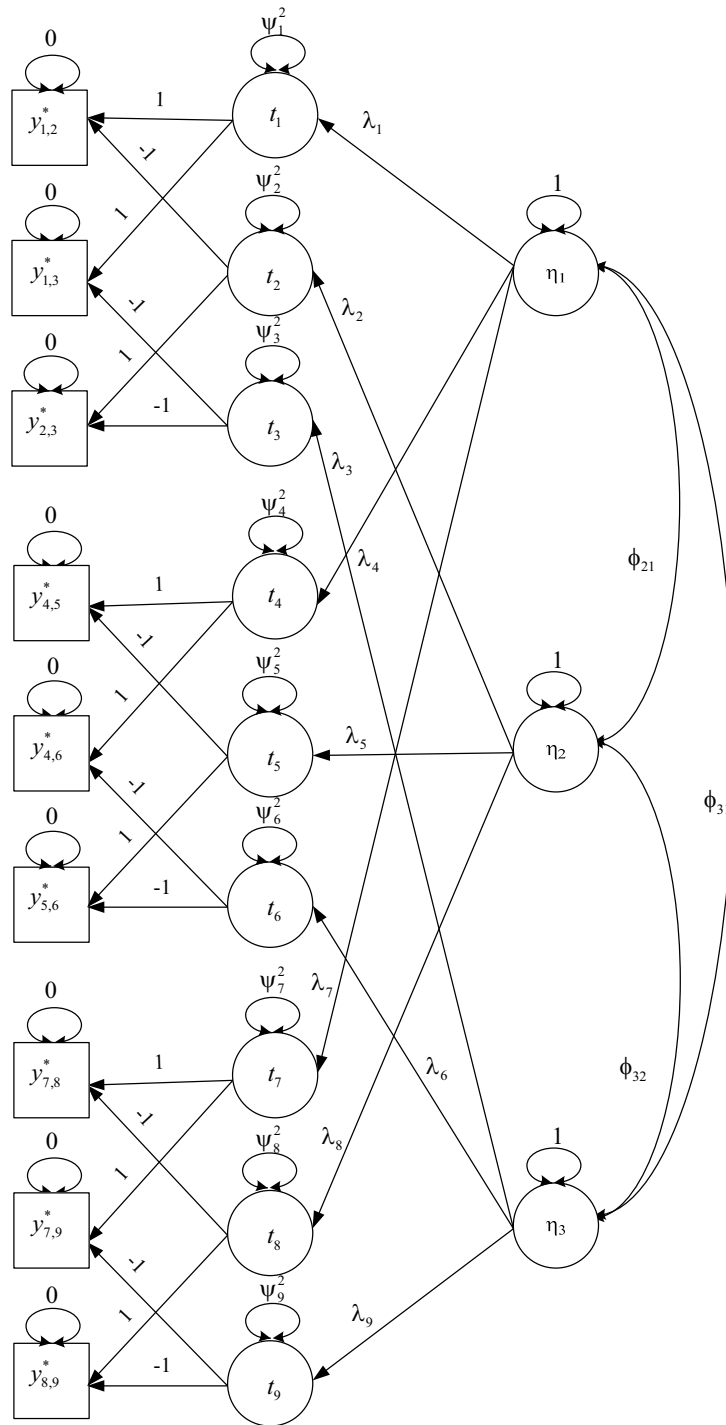 0 ψ₁²
y*₁,₂ 1 t₁ λ₁
-1
0 ψ₂² 1
y*₁,₃ 1 t₂ η₁
λ₂
-1
0 ψ₃²
y*₂,₃ 1 -1 t₃
λ₃
0 ψ₄²
y*₄,₅ 1 t₄ λ₄ ϕ₂₁
-1
0 ψ₅² 1
y*₄,₆ 1 t₅ λ₅ η₂
-1
0 ψ₆² ϕ₃
y*₅,₆ 1 -1 t₆
0 ψ₇² λ₇
y*₇,₈ 1 t₇ λ₆ ϕ₃₂
-1
0 ψ₈² λ₈ 1
y*₇,₉ 1 t₈ η₃
-1
0 ψ₉²
y*₈,₉ 1 -1 t₉ λ₉